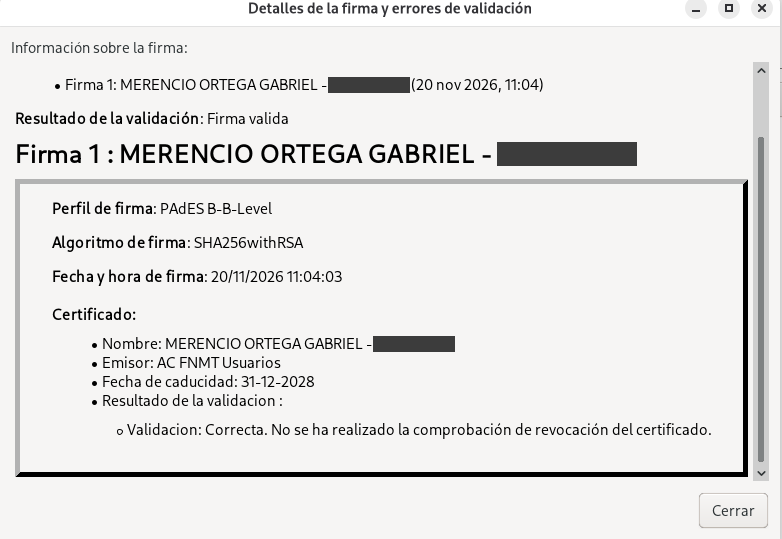 Detalles de la firma y errores de validación
Información sobre la firma:
• Firma 1: MERENCIO ORTEGA GABRIEL - (20 nov 2026, 11:04)
Resultado de la validación: Firma valida
Firma 1 : MERENCIO ORTEGA GABRIEL -
Perfil de firma: PAdES B-B-Level
Algoritmo de firma: SHA256withRSA
Fecha y hora de firma: 20/11/2026 11:04:03
Certificado:
• Nombre: MERENCIO ORTEGA GABRIEL -
• Emisor: AC FNMT Usuarios
• Fecha de caducidad: 31-12-2028
• Resultado de la validacion :
○ Validacion: Correcta. No se ha realizado la comprobación de revocación del certificado.
Cerrar